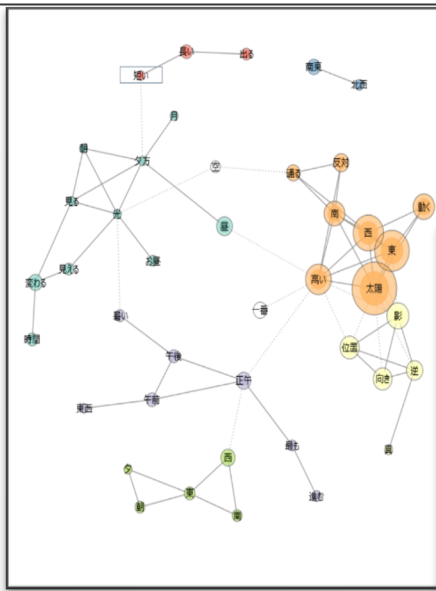 長い
出る
短い
南東
北西
月
朝
夕方
空
通る
反対
見る
光
昼
南
西
動く
東
高い
太陽
変わる
見える
お昼
一番
影
時間
暑い
位置
午後
向き
逆
正午
東西
午前
最も
真
西
夕
東
朝
南
進む